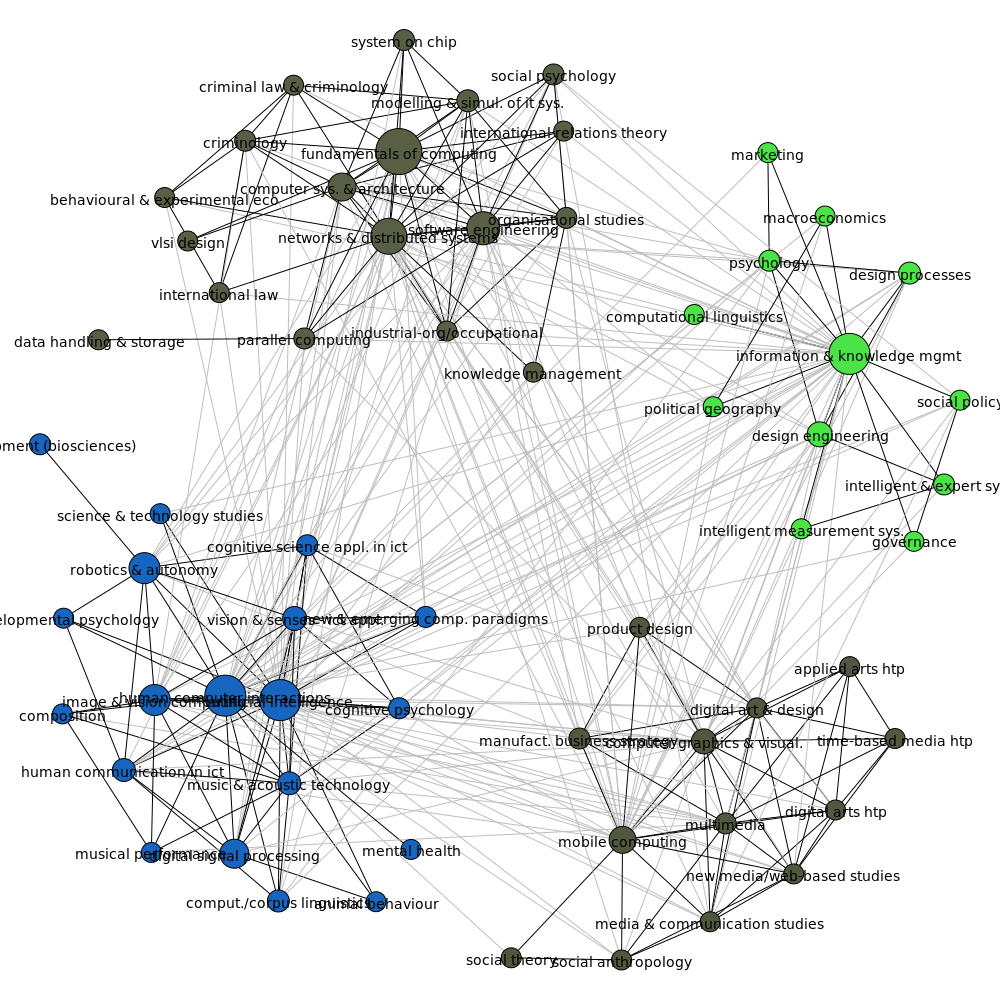 system on chip
social psychology
criminal law & criminology
modelling & simul. of it sys.
international relations theory
criminology
fundamentals of computing
marketing
computer sys. & architecture
behavioural & experimental eco
organisational studies
macroeconomics
software engineering
networks & distributed systems
vlsi design
psychology
design processes
international law
computational linguistics
industrial-org/occupational
data handling & storage
parallel computing
information & knowledge mgmt
knowledge management
social policy
political geography
design engineering
pment (biosciences)
intelligent & expert sy
science & technology studies
intelligent measurement sys.
governance
cognitive science appl. in ict
robotics & autonomy
elopmental psychology
vision & senses - ict appl.
new & emerging comp. paradigms
product design
applied arts htp
human computer interactions
image & vision computing
artificial intelligence
composition
cognitive psychology
digital art & design
manufact. business strategy
computer graphics & visual.
time-based media htp
human communication in ict
music & acoustic technology
digital arts htp
multimedia
mobile computing
musical performance
digital signal processing
mental health
new media/web-based studies
comput./corpus linguistics
animal behaviour
media & communication studies
social theory
social anthropology